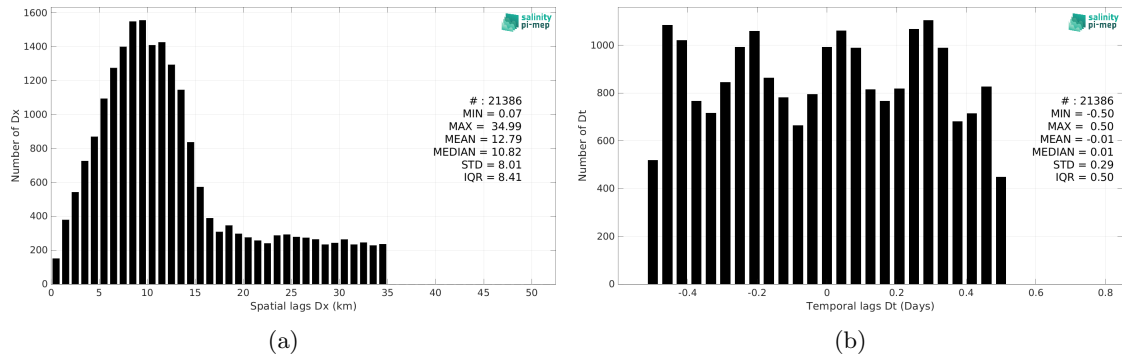 1600
1400
1200
1000
800
600
400
200
0
Number of Dx
0 5 10 15 20 25 30 35 40 45 50
Spatial lags Dx (km)
salinity
pi-mep
# : 21386
MIN = 0.07
MAX = 34.99
MEAN = 12.79
MEDIAN = 10.82
STD = 8.01
IQR = 8.41
(a)
1000
800
600
400
200
0
Number of Dt
-0.4 -0.2 0 0.2 0.4 0.6 0.8
Temporal lags Dt (Days)
salinity
pi-mep
# : 21386
MIN = -0.50
MAX = 0.50
MEAN = -0.01
MEDIAN = 0.01
STD = 0.29
IQR = 0.50
(b)